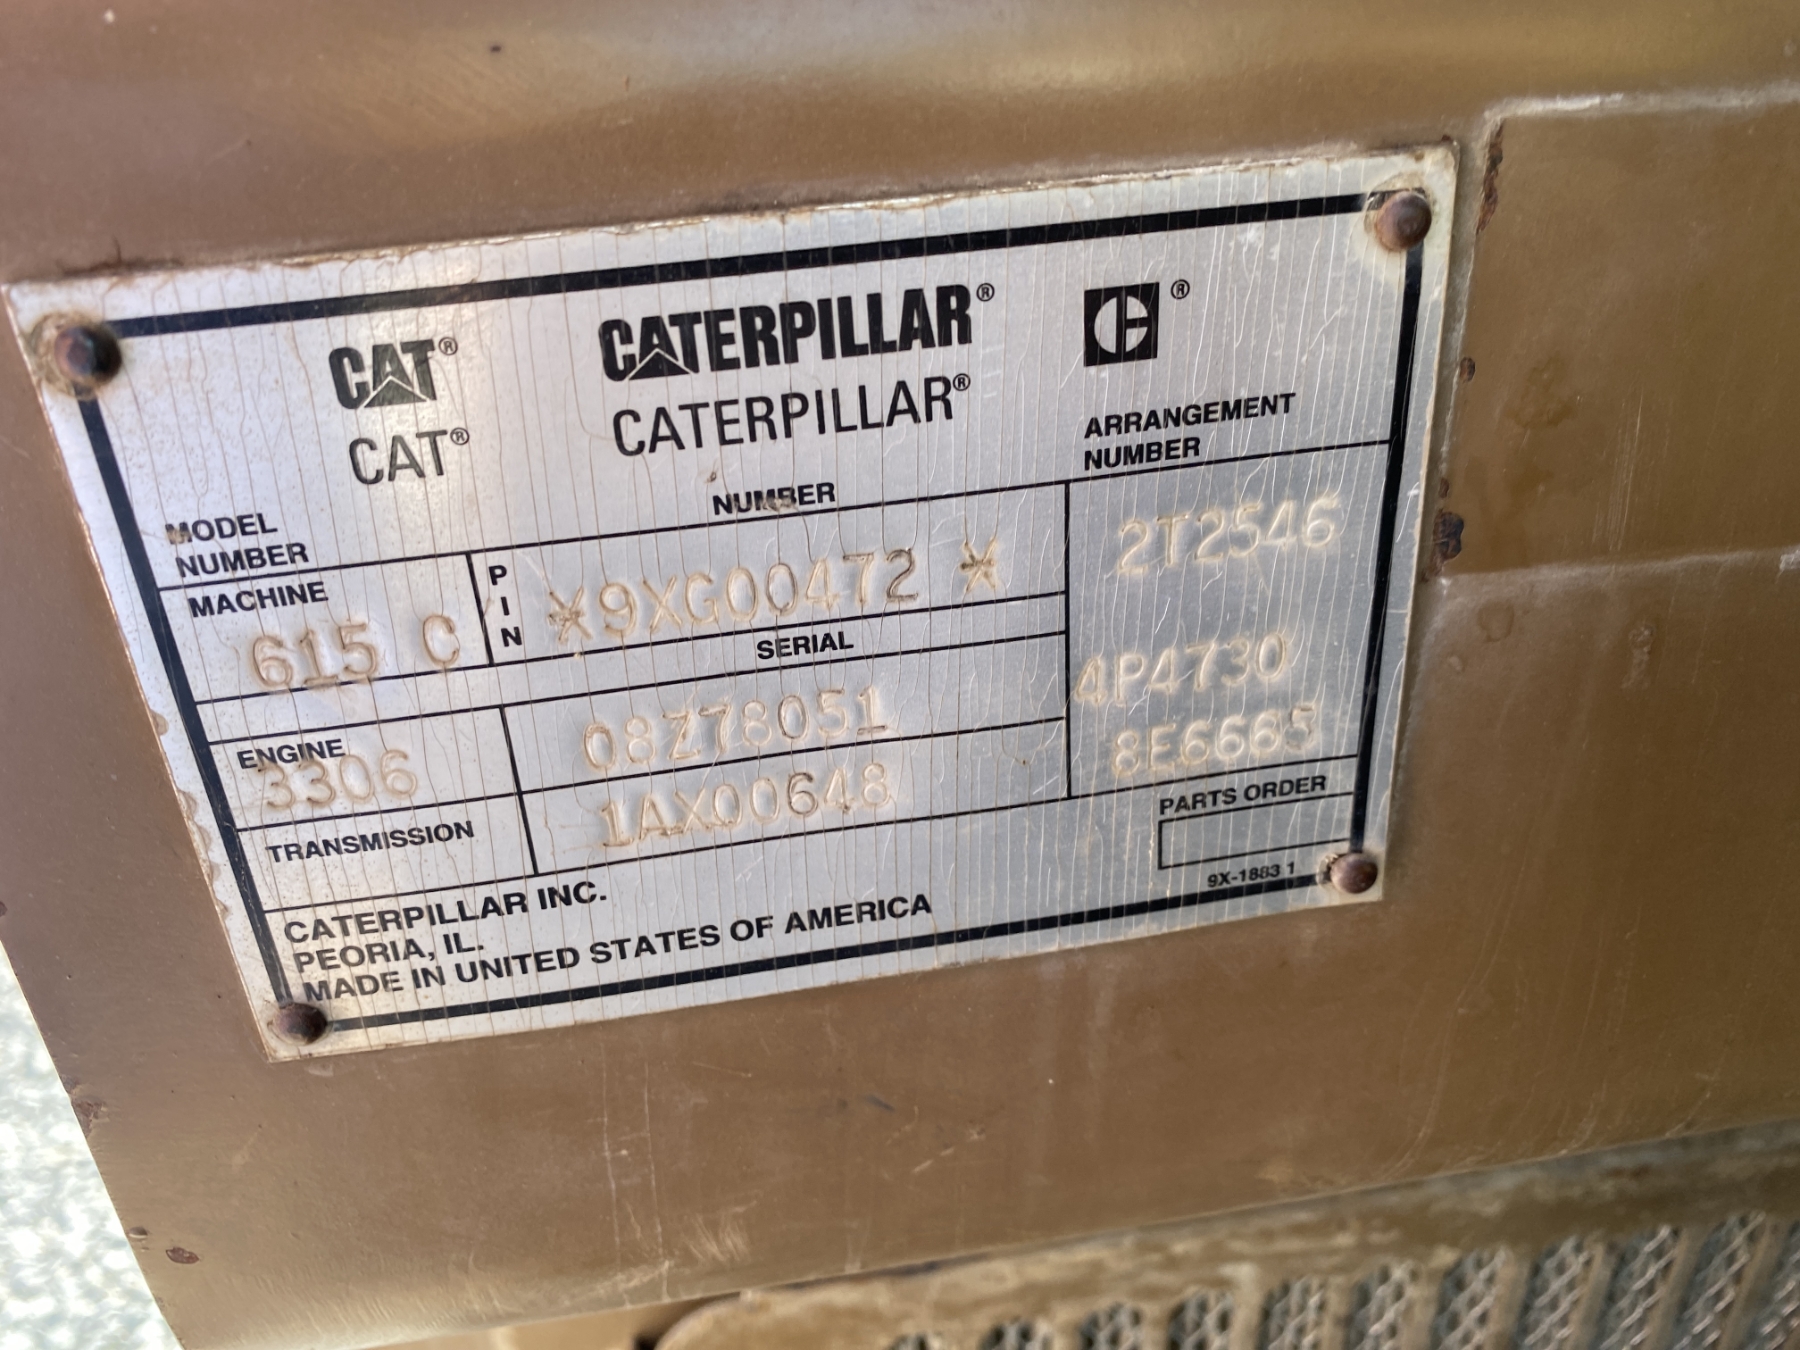 CAT® CATERPILLAR® ®
CAT® CATERPILLAR®
MODEL NUMBER
NUMBER
ARRANGEMENT NUMBER
MACHINE
615 C
PIN
*9XG00472 *
2T2546
SERIAL
ENGINE
3306
08Z78051
4P4730
TRANSMISSION
1AX00648
8E6665
PARTS ORDER
9X-1883 1
CATERPILLAR INC.
PEORIA, IL.
MADE IN UNITED STATES OF AMERICA